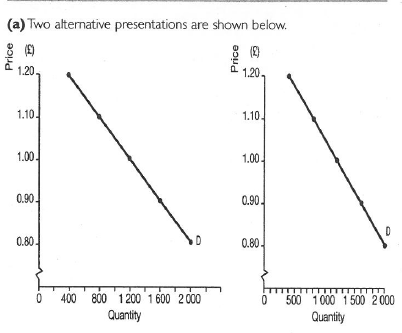 (a) Two alternative presentations are shown below.
Price (£)
1.20
1.10
1.00
0.90
0.80
D
0 400 800 1 200 1 600 2 000
Quantity
Price (£)
1.20
1.10
1.00
0.90
0.80
D
0 500 1 000 1 500 2 000
Quantity